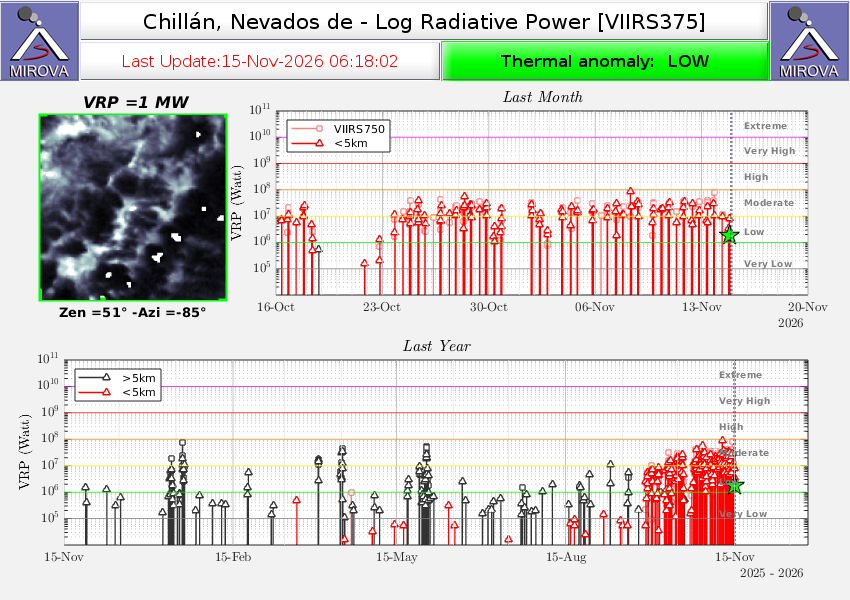 Chillán, Nevados de - Log Radiative Power [VIIRS375]
MIROVA
Last Update:15-Nov-2026 06:18:02
Thermal anomaly: LOW
MIROVA
VRP =1 MW
Zen =51° -Azi =-85°
Last Month
VRP (Watt)
10^11
10^10
10^9
10^8
10^7
10^6
10^5
VIIRS750
<5km
Extreme
Very High
High
Moderate
Low
Very Low
16-Oct 23-Oct 30-Oct 06-Nov 13-Nov 20-Nov
2026
Last Year
VRP (Watt)
10^11
10^10
10^9
10^8
10^7
10^6
10^5
>5km
<5km
Extreme
Very High
High
Moderate
Very Low
15-Nov 15-Feb 15-May 15-Aug 15-Nov
2025 - 2026